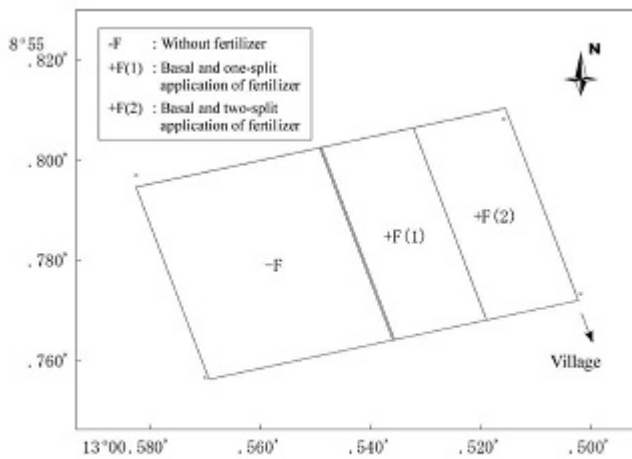 8°55
.820′
.800′
.780′
.760′
-F : Without fertilizer
+F(1) : Basal and one-split
application of fertilizer
+F(2) : Basal and two-split
application of fertilizer
N
-F
+F(1)
+F(2)
Village
13°00.580′ .560′ .540′ .520′ .500′